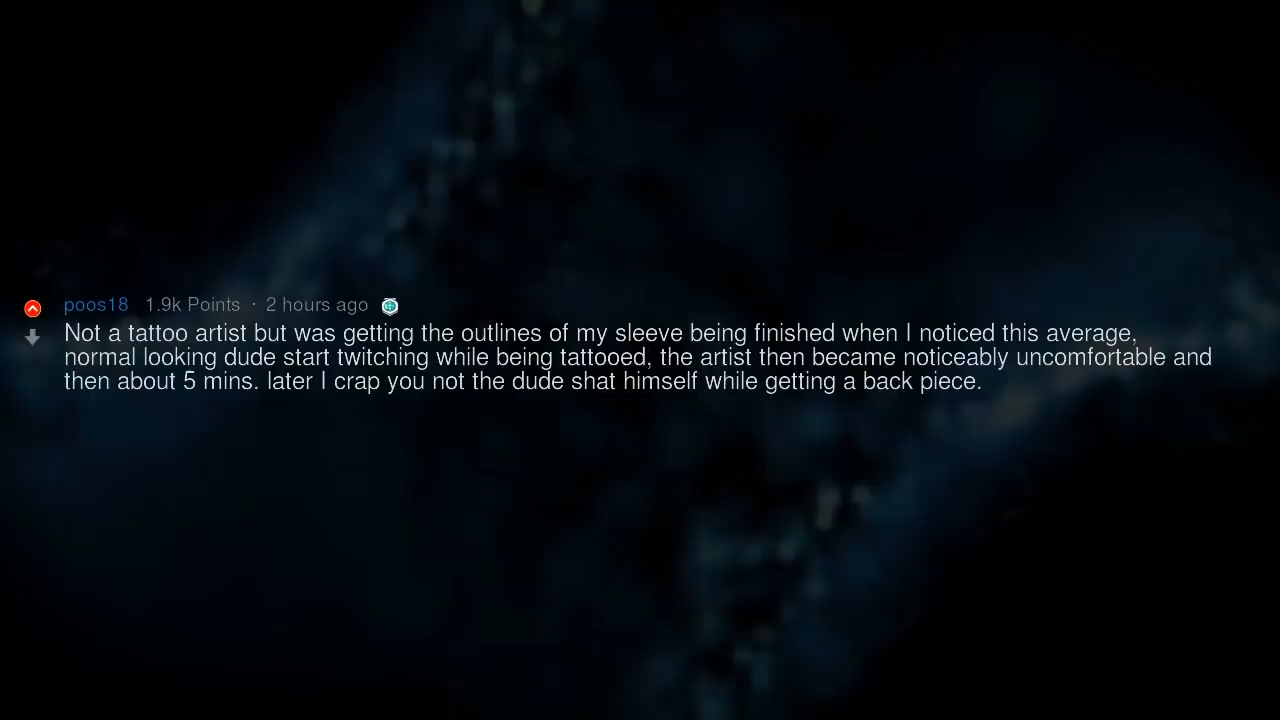 poos18 1.9k Points · 2 hours ago
Not a tattoo artist but was getting the outlines of my sleeve being finished when I noticed this average,
normal looking dude start twitching while being tattooed, the artist then became noticeably uncomfortable and
then about 5 mins. later I crap you not the dude shat himself while getting a back piece.